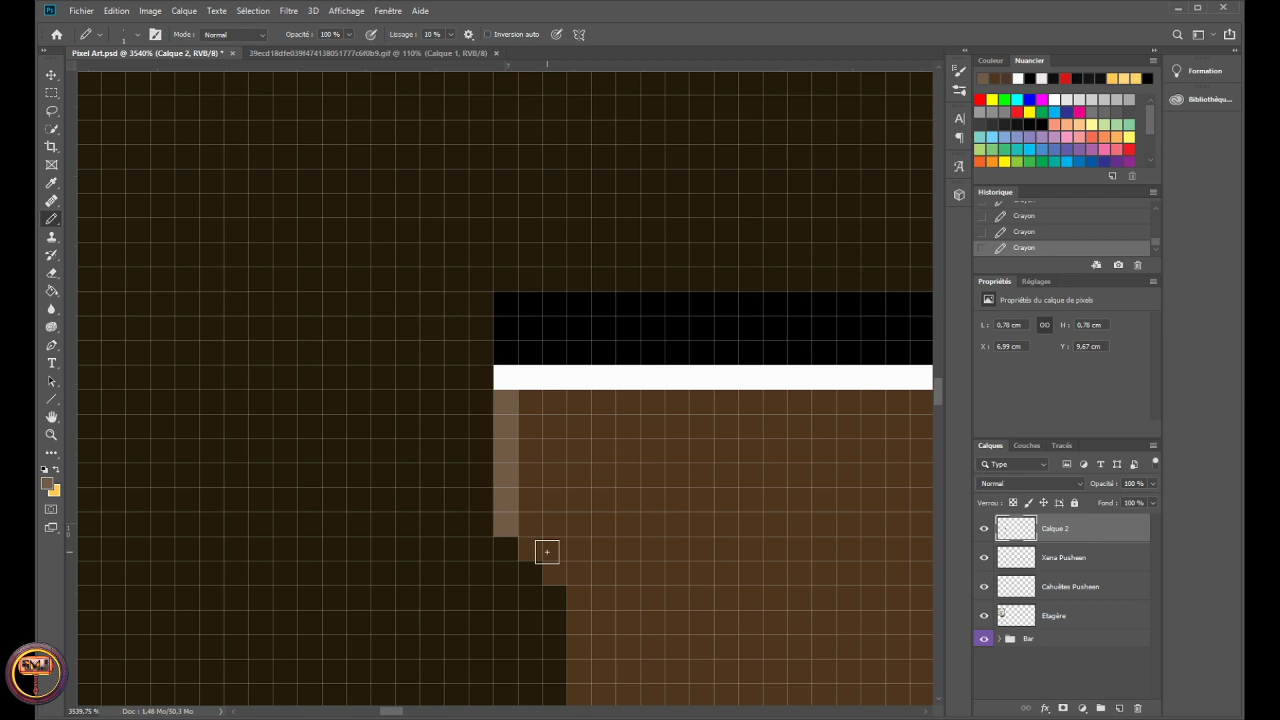 Ps Fichier Edition Image Calque Texte Sélection Filtre 3D Affichage Fenêtre Aide
1 Mode : Normal Opacité : 100 % Lissage : 10 % Inversion auto
Pixel Art.psd @ 3540% (Calque 2, RVB/8) * × 39ecd18dfe039f474138051777c6f0b9.gif @ 110% (Calque 1, RVB/8) ×
Couleur Nuancier
Formation
Bibliothèqu...
Historique
Crayon
Crayon
Crayon
Propriétés Réglages
Propriétés du calque de pixels
L : 0,78 cm H : 0,78 cm
X : 6,99 cm Y : 9,67 cm
Calques Couches Tracés
Type
Normal Opacité : 100 %
Verrou : Fond : 100 %
Calque 2
Xena Pusheen
Cahuètes Pusheen
Etagère
Bar
SMJ
3539,75 % Doc : 1,48 Mo/50,3 Mo